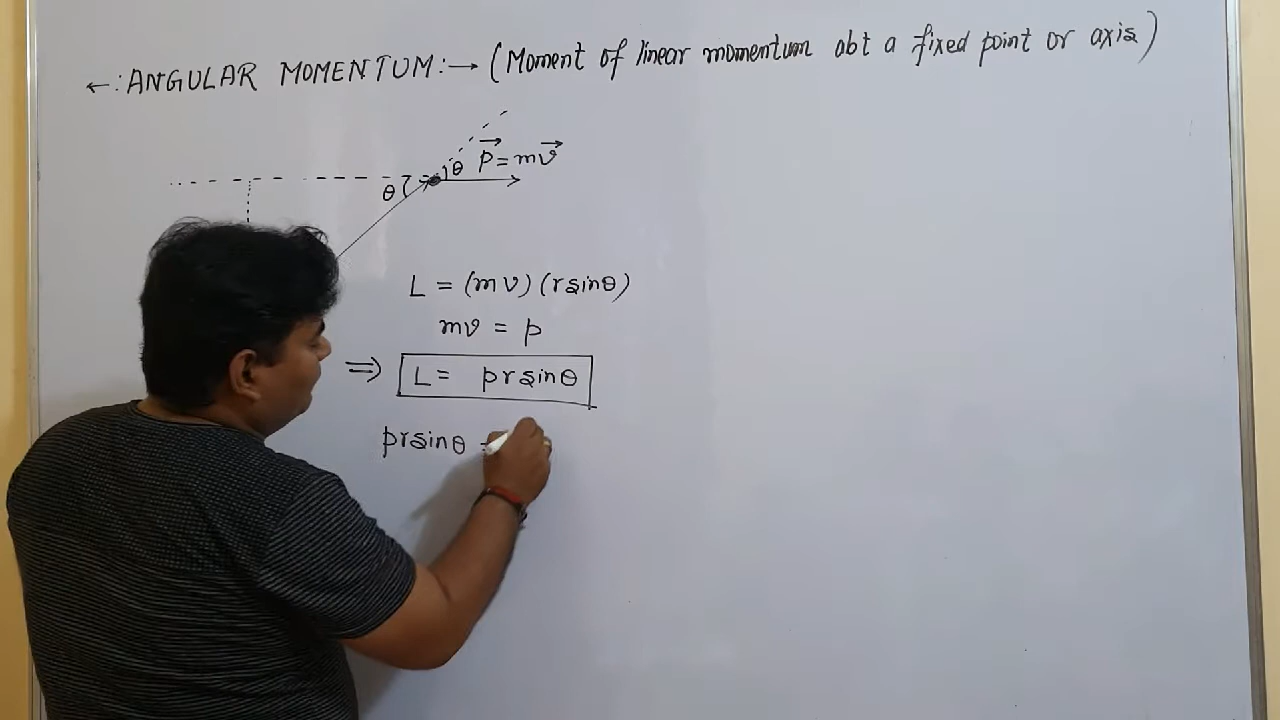 ←:ANGULAR MOMENTUM:→ (Moment of linear momentum abt a fixed point or axis)
θ p⃗ = mv⃗
θ
L = (mv)(rsinθ)
mv = p
⇒ L = prsinθ
prsinθ